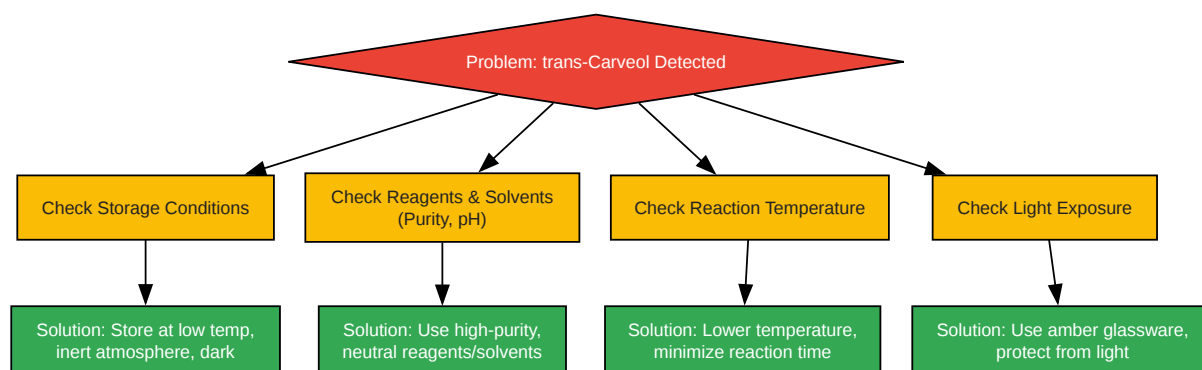 Problem: trans-Carveol Detected
Check Storage Conditions
Check Reagents & Solvents
(Purity, pH)
Check Reaction Temperature
Check Light Exposure
Solution: Store at low temp,
inert atmosphere, dark
Solution: Use high-purity,
neutral reagents/solvents
Solution: Lower temperature,
minimize reaction time
Solution: Use amber glassware,
protect from light